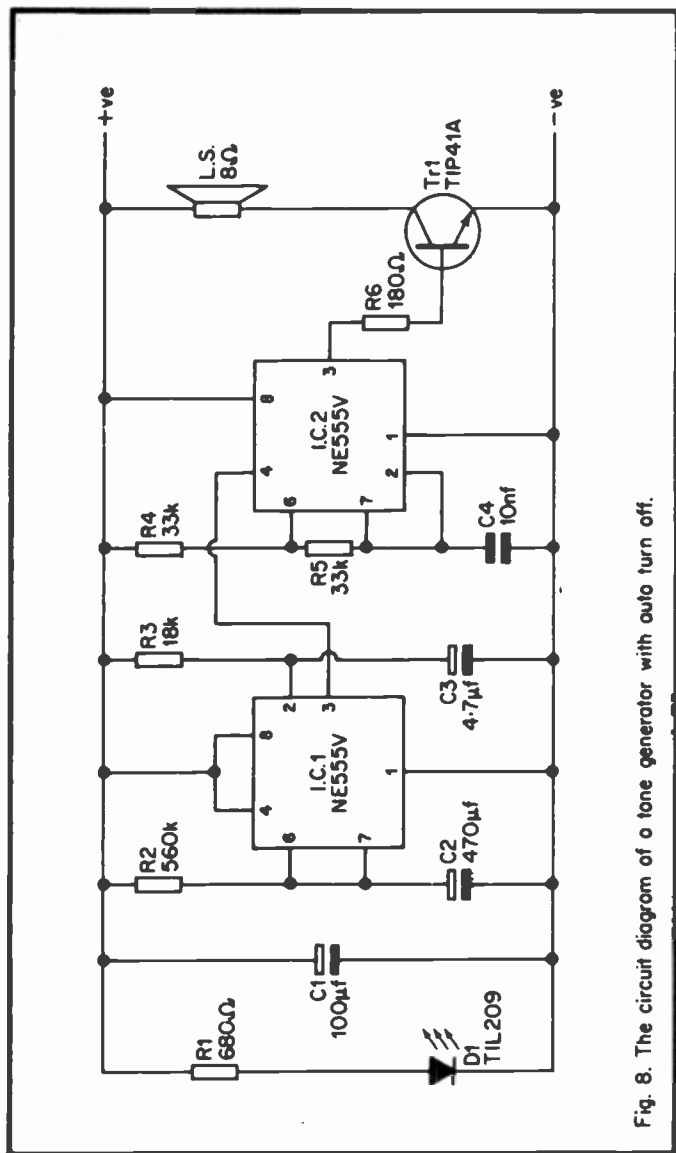 +ve
L.S.
8Ω
Tr1
TIP41A
R6
180Ω
3
8
4
I.C.2
NE555V
6
7
2
1
R4
33k
R5
33k
C4
10nf
R3
18k
2
3
C3
4.7µf
8
4
I.C.1
NE555V
1
6
7
R2
560k
C2
470µf
C1
100µf
R1
680Ω
D1
TIL209
-ve
Fig. 8. The circuit diagram of a tone generator with auto turn off.